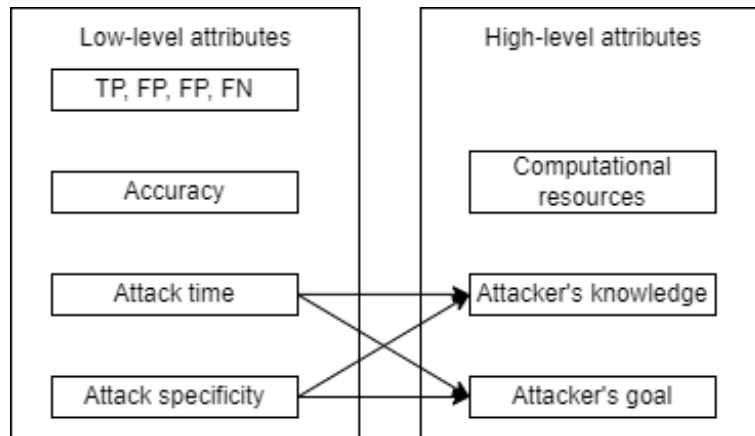 Low-level attributes
TP, FP, FP, FN
Accuracy
Attack time
Attack specificity
High-level attributes
Computational
resources
Attacker's knowledge
Attacker's goal